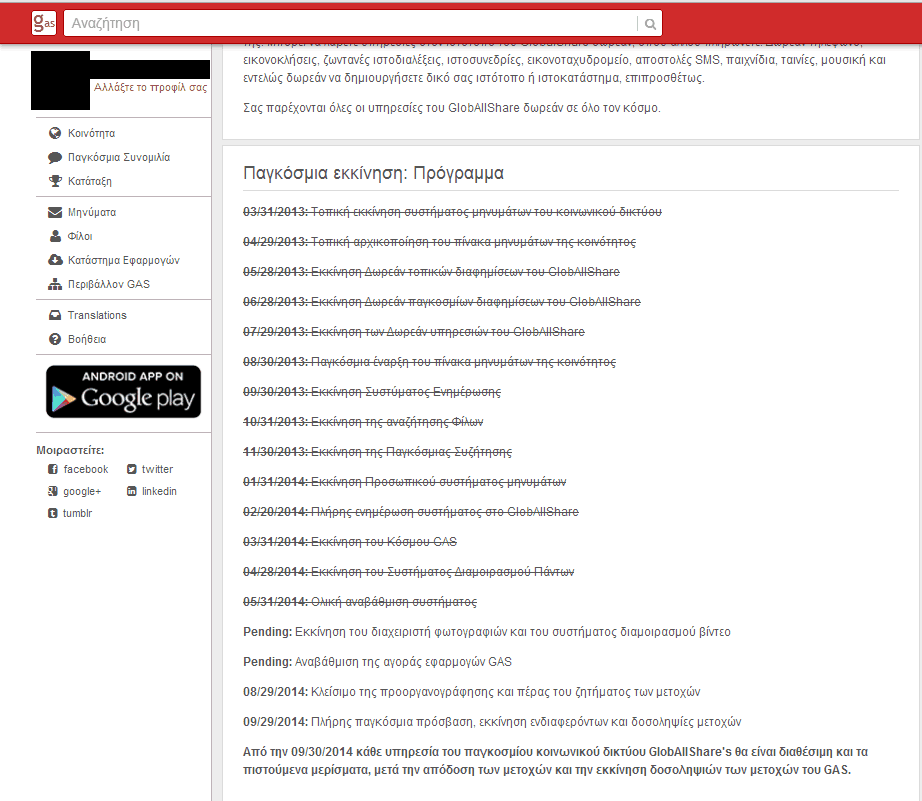 gas
Αναζήτηση
εικονοκλήσεις, ζωντανές ιστοδιαλέξεις, ιστοσυνεδρίες, εικονοταχυδρομείο, αποστολές SMS, παιχνίδια, ταινίες, μουσική και
εντελώς δωρεάν να δημιουργήσετε δικό σας ιστότοπο ή ιστοκατάστημα, επιπροσθέτως.
Σας παρέχονται όλες οι υπηρεσίες του GlobAllShare δωρεάν σε όλο τον κόσμο.
Αλλάξτε το προφίλ σας
Κοινότητα
Παγκόσμια Συνομιλία
Κατάταξη
Μηνύματα
Φίλοι
Κατάστημα Εφαρμογών
Περιβάλλον GAS
Translations
Βοήθεια
ANDROID APP ON
Google play
Μοιραστείτε:
facebook twitter
google+ linkedin
tumblr
Παγκόσμια εκκίνηση: Πρόγραμμα
03/31/2013: Τοπική εκκίνηση συστήματος μηνυμάτων του κοινωνικού δικτύου
04/29/2013: Τοπική αρχικοποίηση του πίνακα μηνυμάτων της κοινότητος
05/28/2013: Εκκίνηση Δωρεάν τοπικών διαφημίσεων του GlobAllShare
06/28/2013: Εκκίνηση Δωρεάν παγκοσμίων διαφημίσεων του GlobAllShare
07/29/2013: Εκκίνηση των Δωρεάν υπηρεσιών του GlobAllShare
08/30/2013: Παγκόσμια έναρξη του πίνακα μηνυμάτων της κοινότητος
09/30/2013: Εκκίνηση Συστύματος Ενημέρωσης
10/31/2013: Εκκίνηση της αναζήτησης Φίλων
11/30/2013: Εκκίνηση της Παγκόσμιας Συζήτησης
01/31/2014: Εκκίνηση Προσωπικού συστήματος μηνυμάτων
02/20/2014: Πλήρης ενημέρωση συστήματος στο GlobAllShare
03/31/2014: Εκκίνηση του Κόσμου GAS
04/28/2014: Εκκίνηση του Συστήματος Διαμοιρασμού Πάντων
05/31/2014: Ολική αναβάθμιση συστήματος
Pending: Εκκίνηση του διαχειριστή φωτογραφιών και του συστήματος διαμοιρασμού βίντεο
Pending: Αναβάθμιση της αγοράς εφαρμογών GAS
08/29/2014: Κλείσιμο της προοργανογράφησης και πέρας του ζητήματος των μετοχών
09/29/2014: Πλήρης παγκόσμια πρόσβαση, εκκίνηση ενδιαφερόντων και δοσοληψίες μετοχών
Από την 09/30/2014 κάθε υπηρεσία του παγκοσμίου κοινωνικού δικτύου GlobAllShare's θα είναι διαθέσιμη και τα
πιστούμενα μερίσματα, μετά την απόδοση των μετοχών και την εκκίνηση δοσοληψιών των μετοχών του GAS.